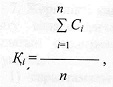 n
∑ Cᵢ
i=1
Kᵢ = ———— ,
n